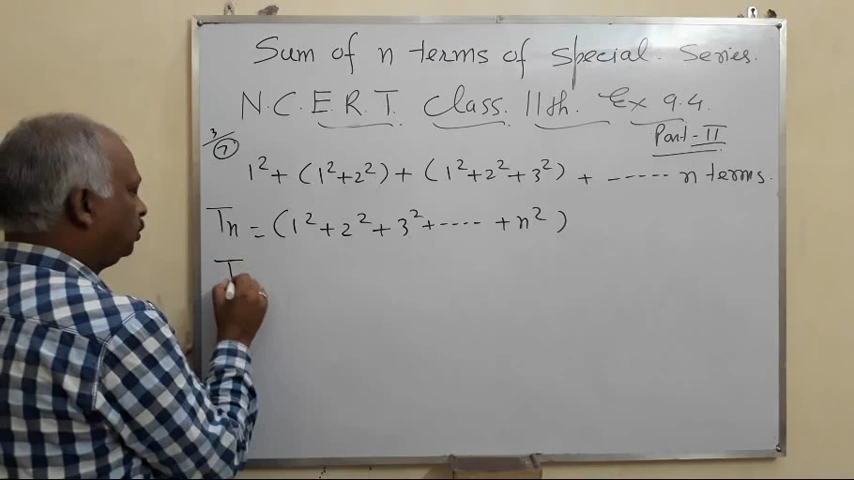 Sum of n terms of special. Series.
N.C.E.R.T. Class. 11th. Ex 9.4.
Part-II
3/7
1² + (1²+2²) + (1²+2²+3²) + ------ n terms.
Tn = (1²+2²+3²+----- +n²)
T